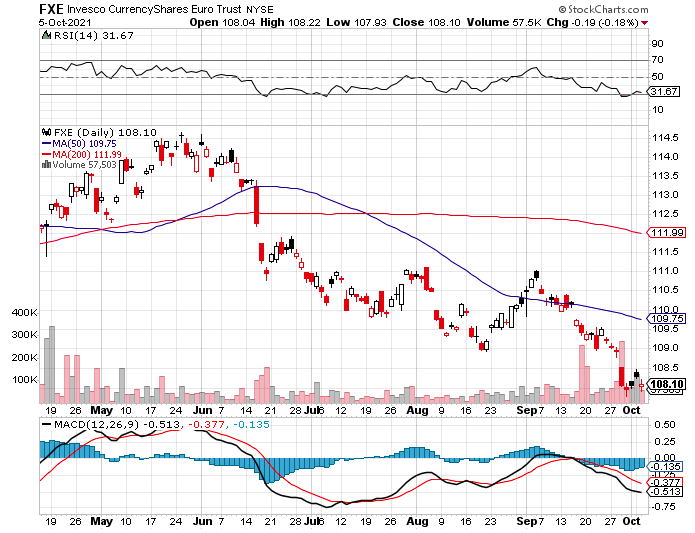 FXE Invesco CurrencyShares Euro Trust NYSE © StockCharts.com
5-Oct-2021 Open 108.04 High 108.22 Low 107.93 Close 108.10 Volume 57.5K Chg -0.19 (-0.18%)
RSI(14) 31.67
90
70
50
31.67
10
FXE (Daily) 108.10
MA(50) 109.75
MA(200) 111.99
Volume 57,503
114.5
114.0
113.5
113.0
112.5
111.99
111.5
111.0
110.5
110.0
109.75
109.5
109.0
108.5
108.10
400K
300K
200K
100K
19 26 May 10 17 24 Jun 7 14 21 28 Jul 6 12 19 26 Aug 9 16 23 Sep 7 13 20 27 Oct
MACD(12,26,9) -0.513, -0.377, -0.135
0.50
0.25
0.00
-0.135
-0.377
-0.513
-0.75
19 26 May 10 17 24 Jun 7 14 21 28 Jul 6 12 19 26 Aug 9 16 23 Sep 7 13 20 27 Oct